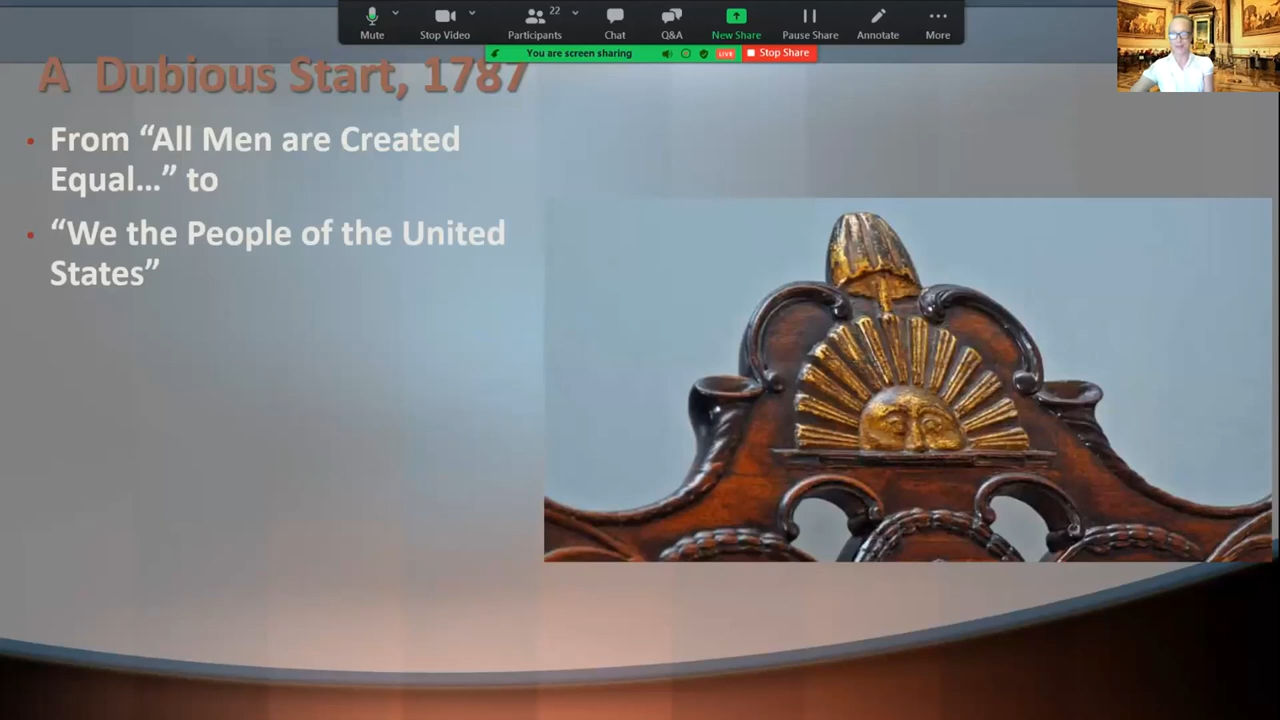 22
Mute
Stop Video
Participants
Chat
Q&A
New Share
Pause Share
Annotate
More
You are screen sharing
LIVE
Stop Share
A Dubious Start, 1787
• From “All Men are Created
Equal...” to
• “We the People of the United
States”